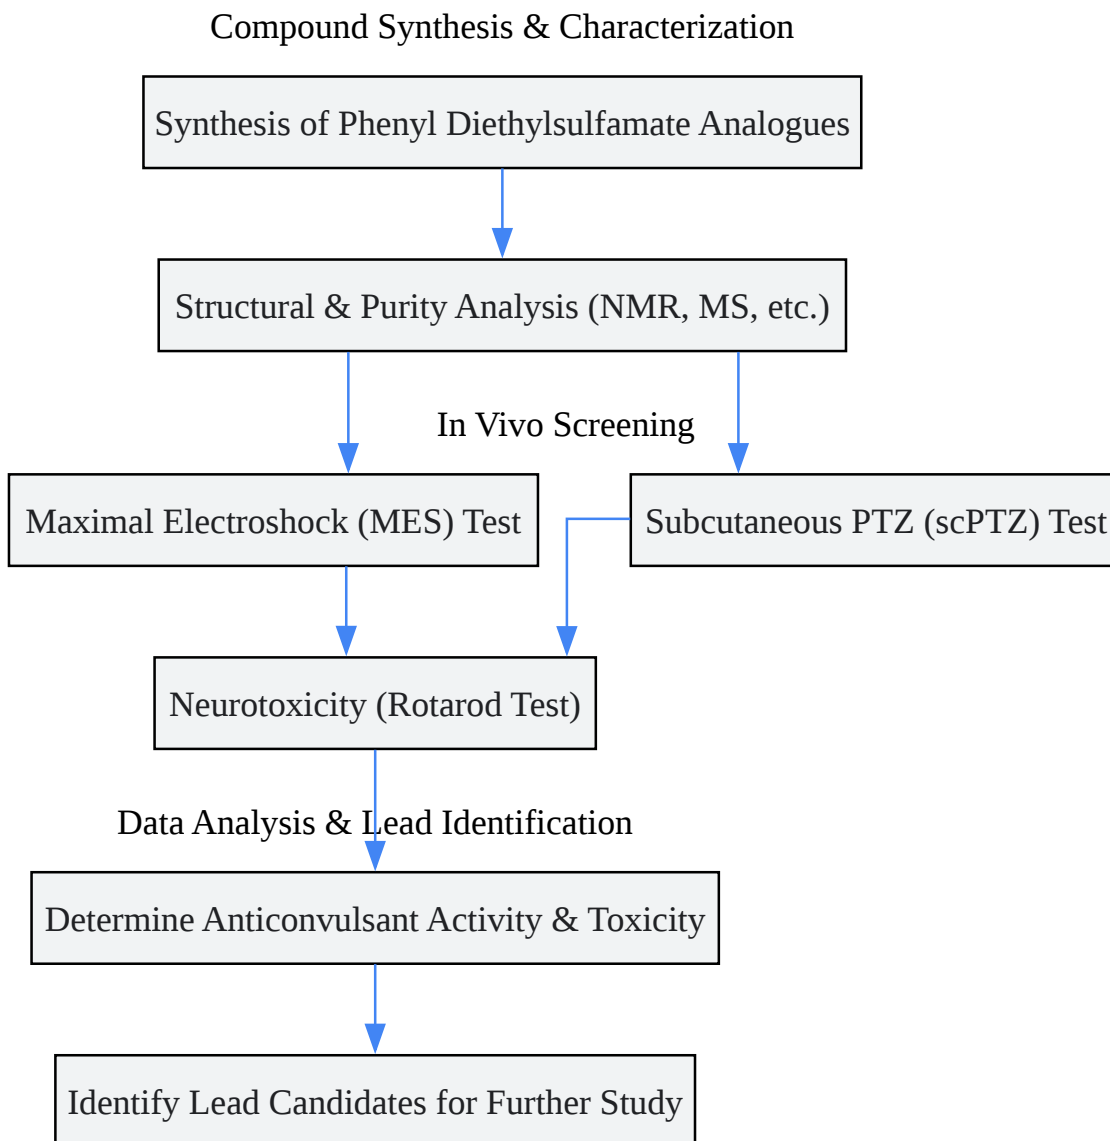 Compound Synthesis & Characterization
Synthesis of Phenyl Diethylsulfamate Analogues
Structural & Purity Analysis (NMR, MS, etc.)
In Vivo Screening
Maximal Electroshock (MES) Test
Subcutaneous PTZ (scPTZ) Test
Neurotoxicity (Rotarod Test)
Data Analysis & Lead Identification
Determine Anticonvulsant Activity & Toxicity
Identify Lead Candidates for Further Study